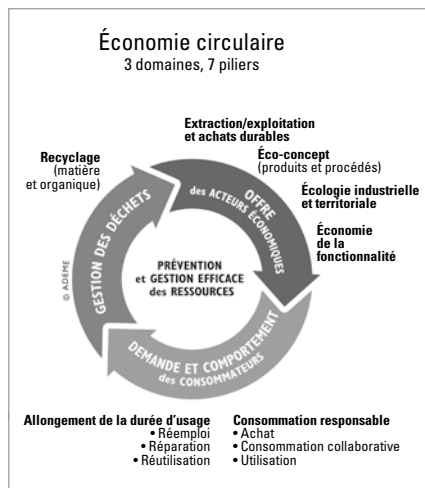 Économie circulaire
3 domaines, 7 piliers
Extraction/exploitation
et achats durables
Recyclage
(matière
et organique)
Éco-concept
(produits et procédés)
Écologie industrielle
et territoriale
Économie
de la
fonctionnalité
OFFRE
des ACTEURS ÉCONOMIQUES
GESTION DES DÉCHETS
PRÉVENTION
et GESTION EFFICACE
des RESSOURCES
© ADEME
DEMANDE ET COMPORTEMENT
des CONSOMMATEURS
Allongement de la durée d'usage
• Réemploi
• Réparation
• Réutilisation
Consommation responsable
• Achat
• Consommation collaborative
• Utilisation